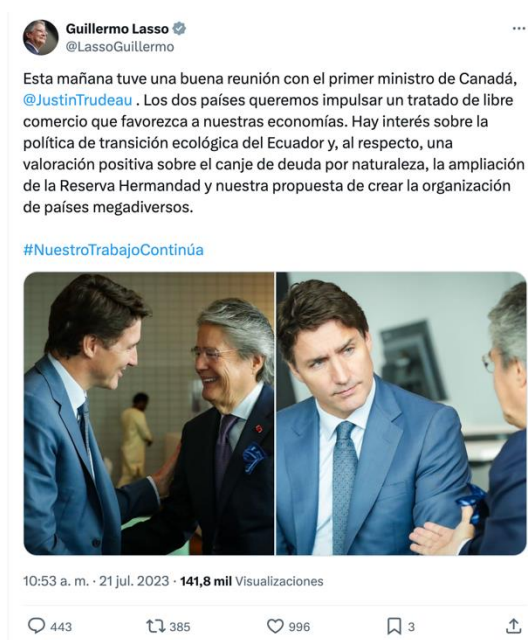 Guillermo Lasso
@LassoGuillermo
Esta mañana tuve una buena reunión con el primer ministro de Canadá,
@JustinTrudeau . Los dos países queremos impulsar un tratado de libre
comercio que favorezca a nuestras economías. Hay interés sobre la
política de transición ecológica del Ecuador y, al respecto, una
valoración positiva sobre el canje de deuda por naturaleza, la ampliación
de la Reserva Hermandad y nuestra propuesta de crear la organización
de países megadiversos.
#NuestroTrabajoContinúa
10:53 a. m. · 21 jul. 2023 · 141,8 mil Visualizaciones
443 385 996 3